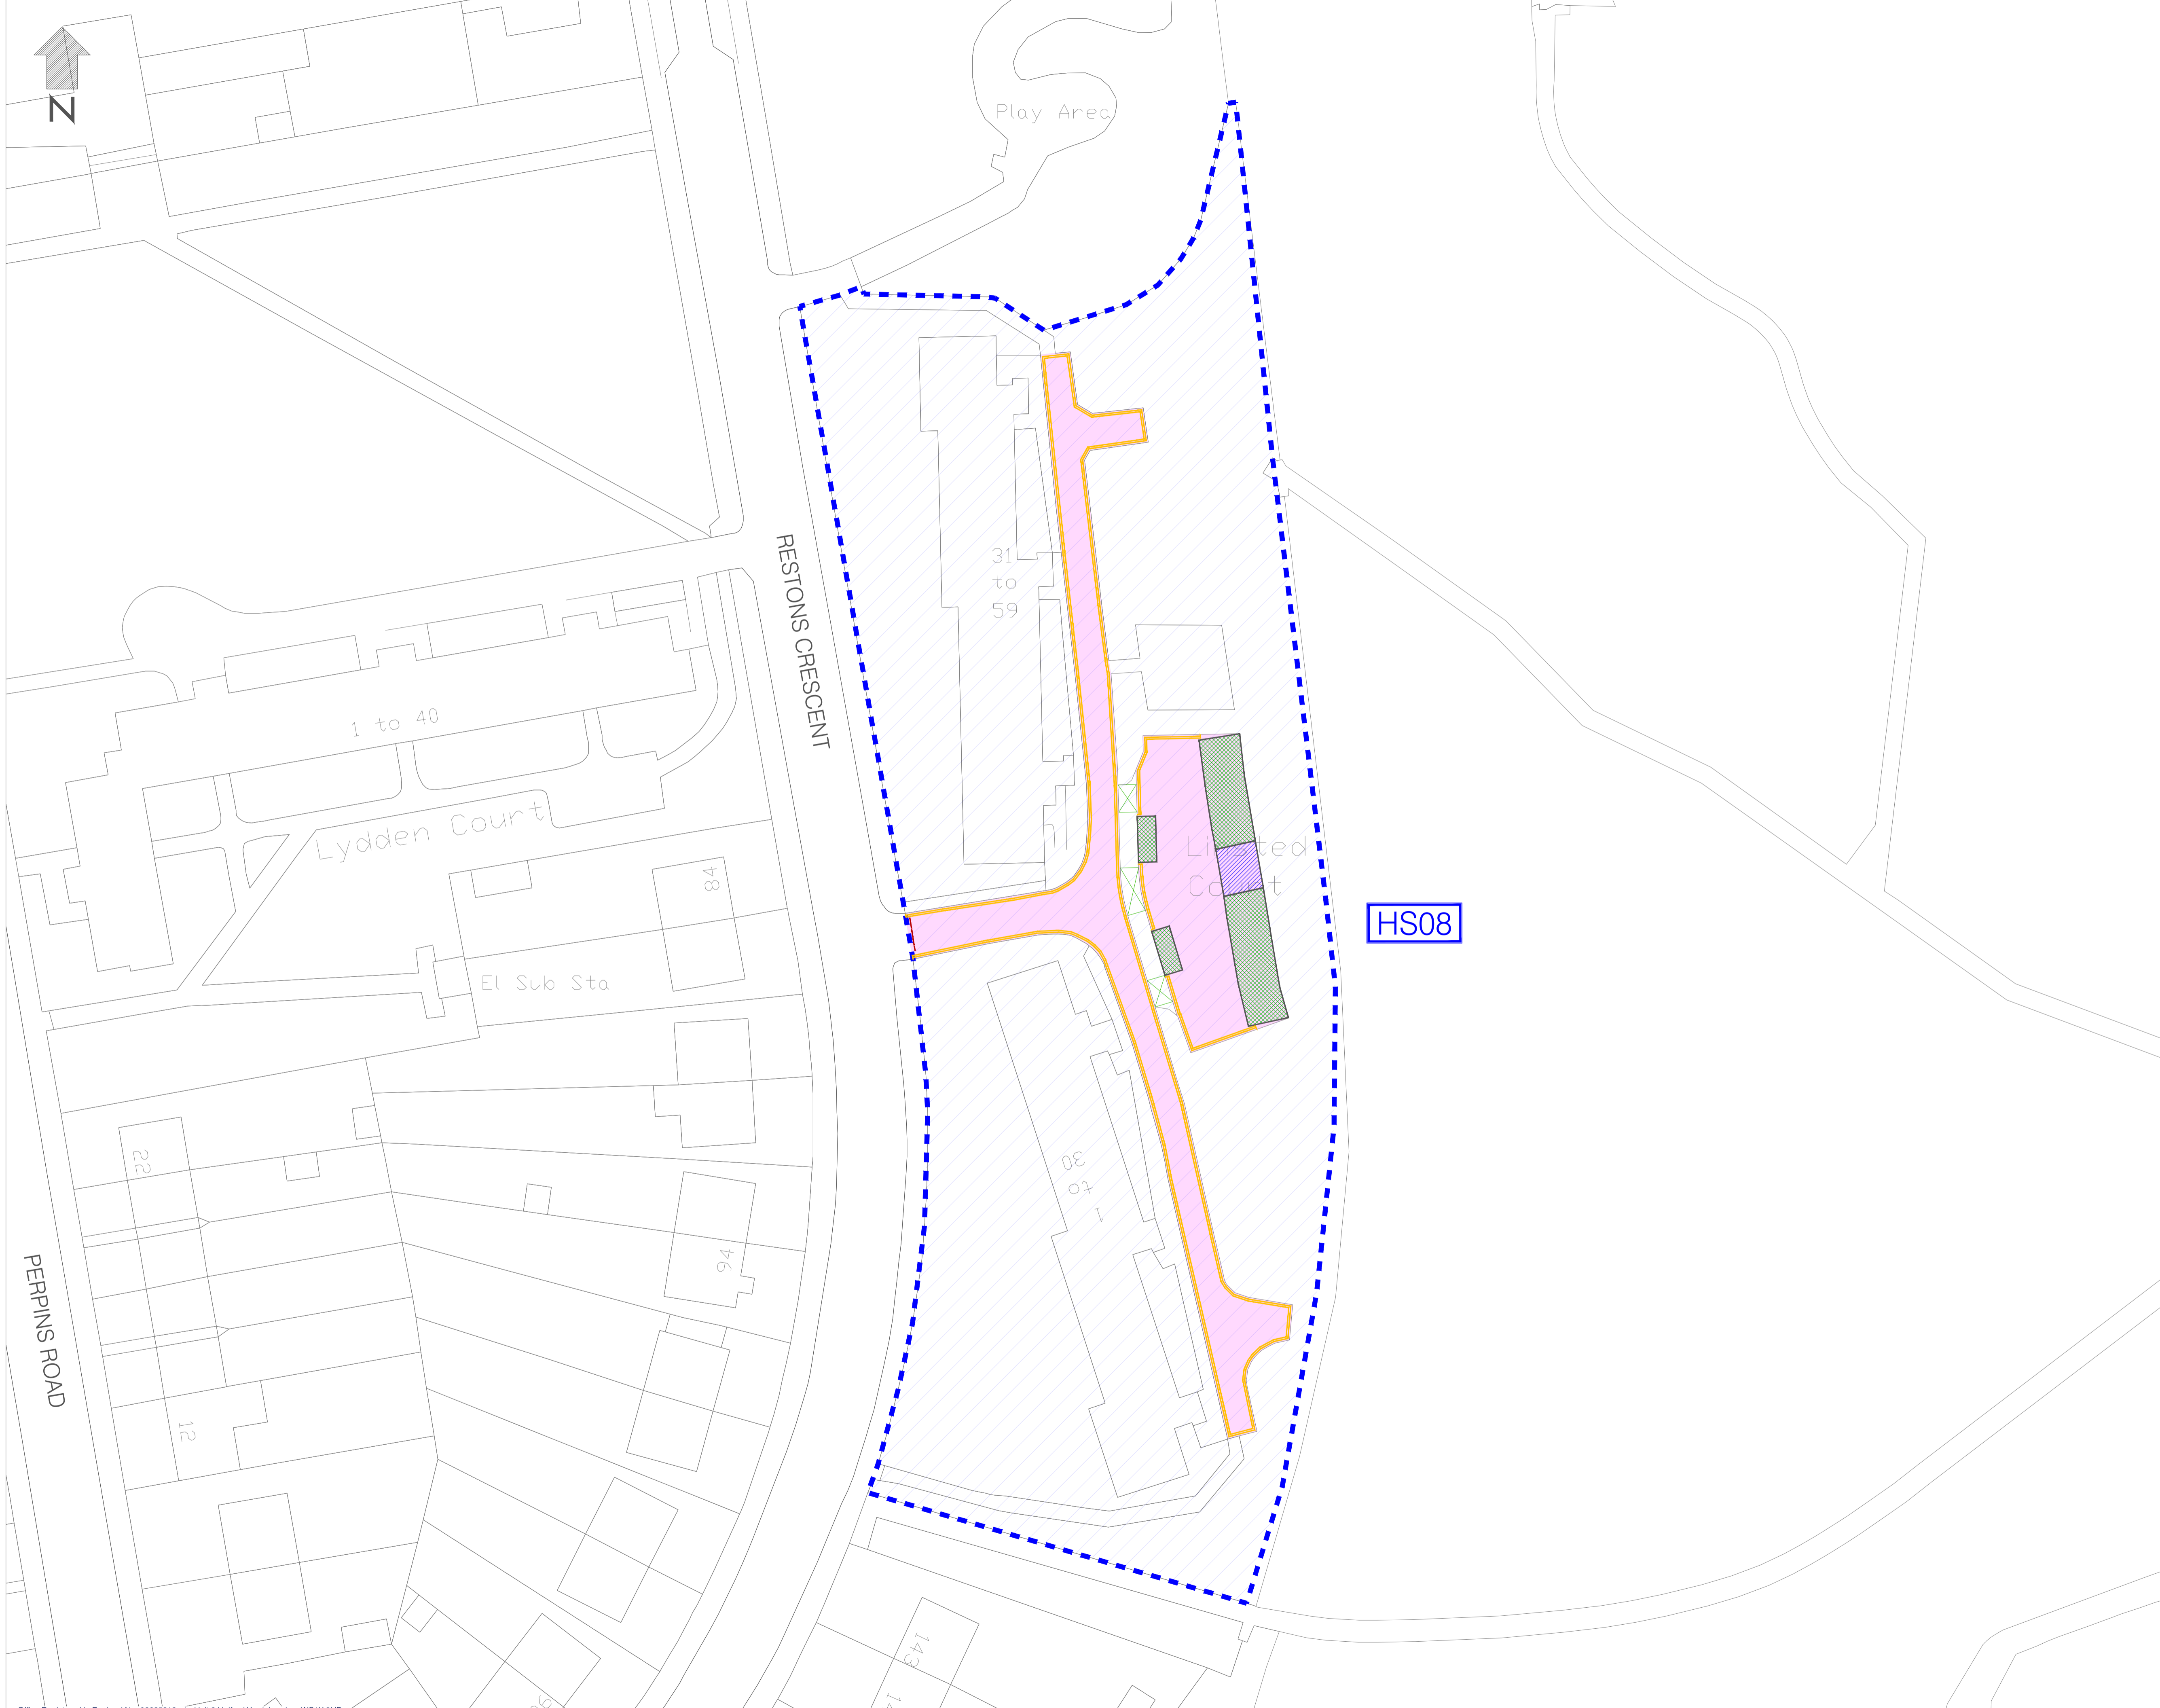 N
Play Area
RESTONS CRESCENT
31
to
59
1 to 40
Lydden Court
84
El Sub Sta
HS08
22
30
to
1
94
PERPINS ROAD
12
143